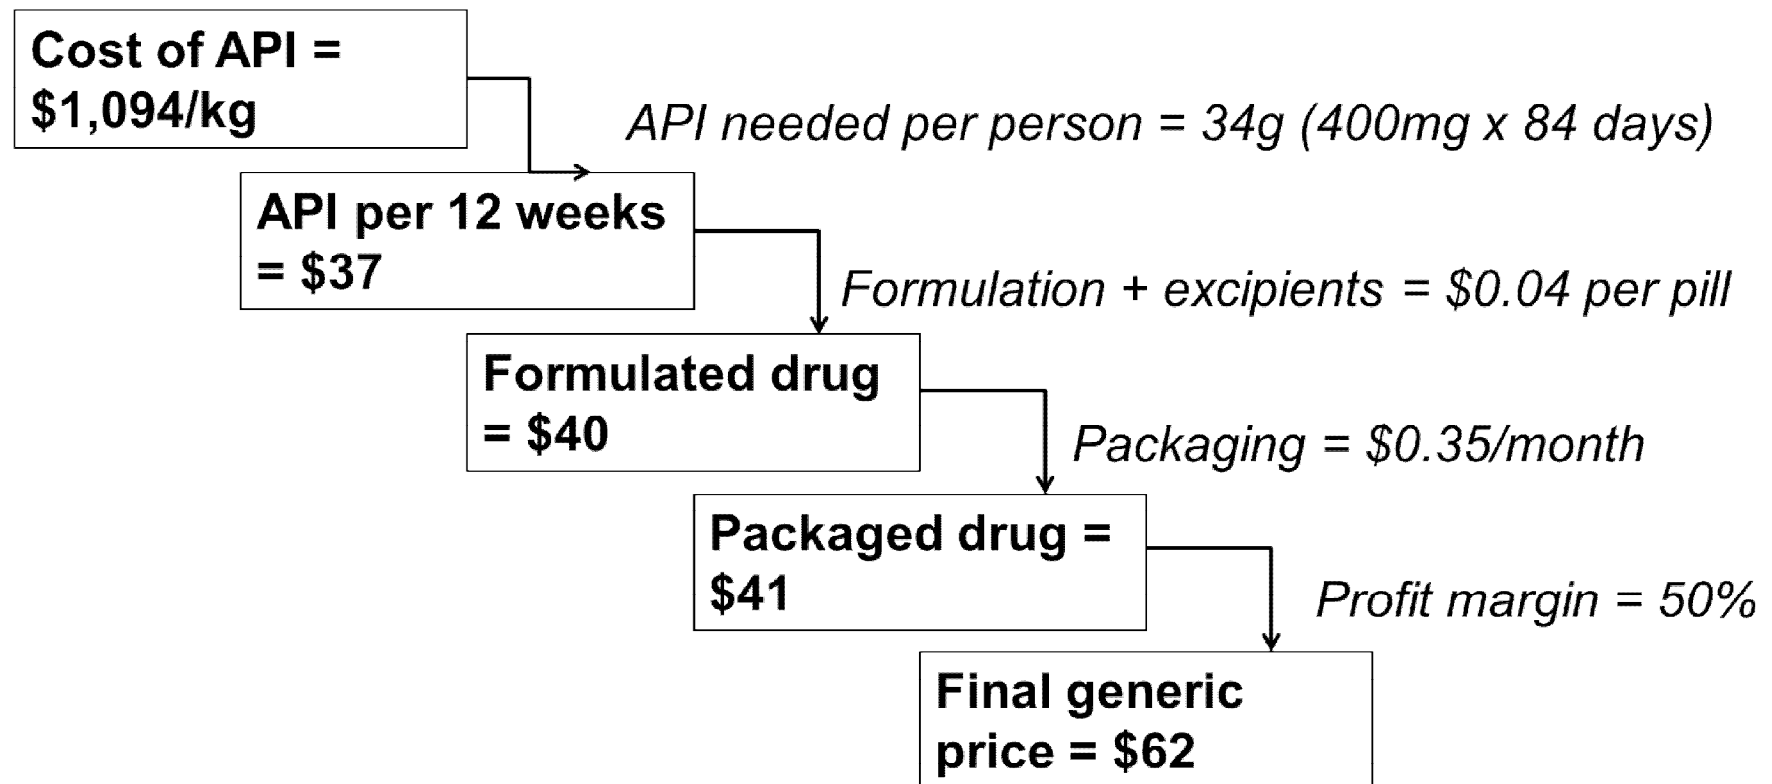 Cost of API =
$1,094/kg
API needed per person = 34g (400mg x 84 days)
API per 12 weeks
= $37
Formulation + excipients = $0.04 per pill
Formulated drug
= $40
Packaging = $0.35/month
Packaged drug =
$41
Profit margin = 50%
Final generic
price = $62